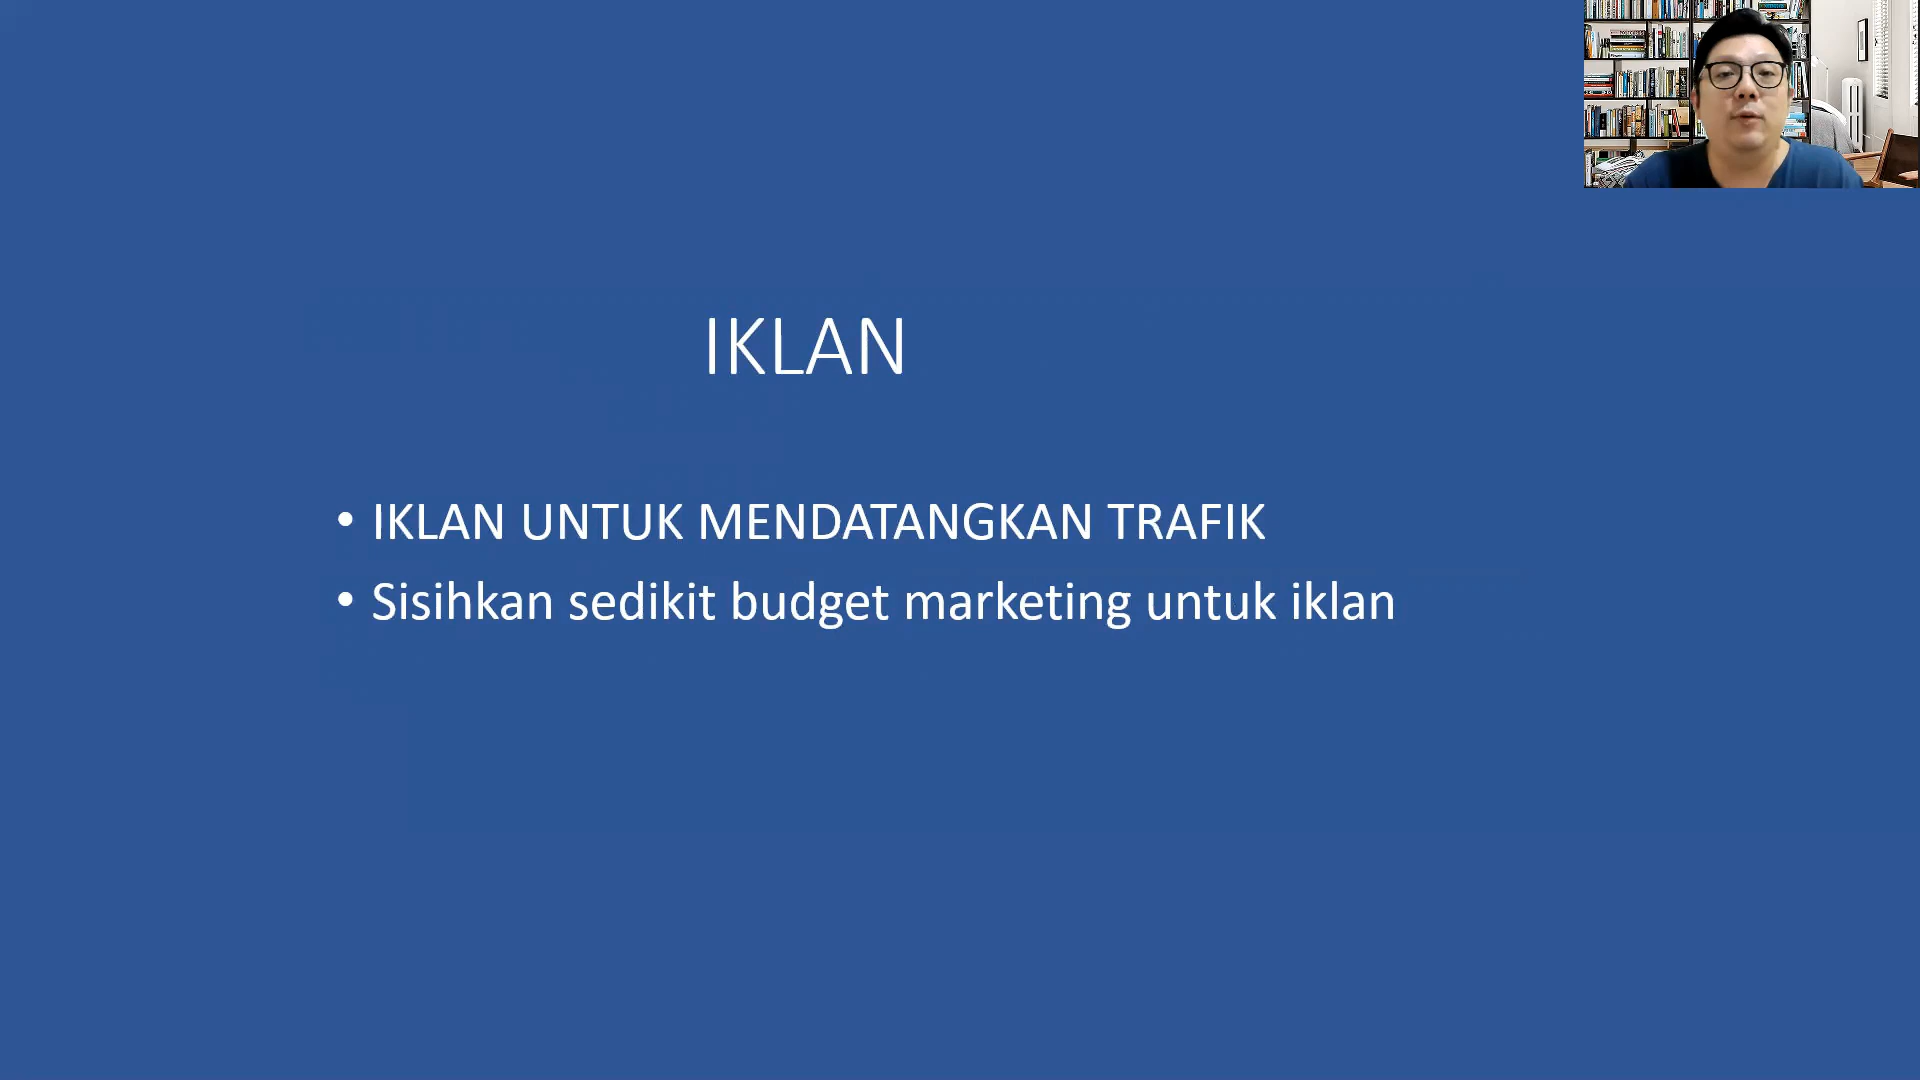 IKLAN
• IKLAN UNTUK MENDATANGKAN TRAFIK
• Sisihkan sedikit budget marketing untuk iklan